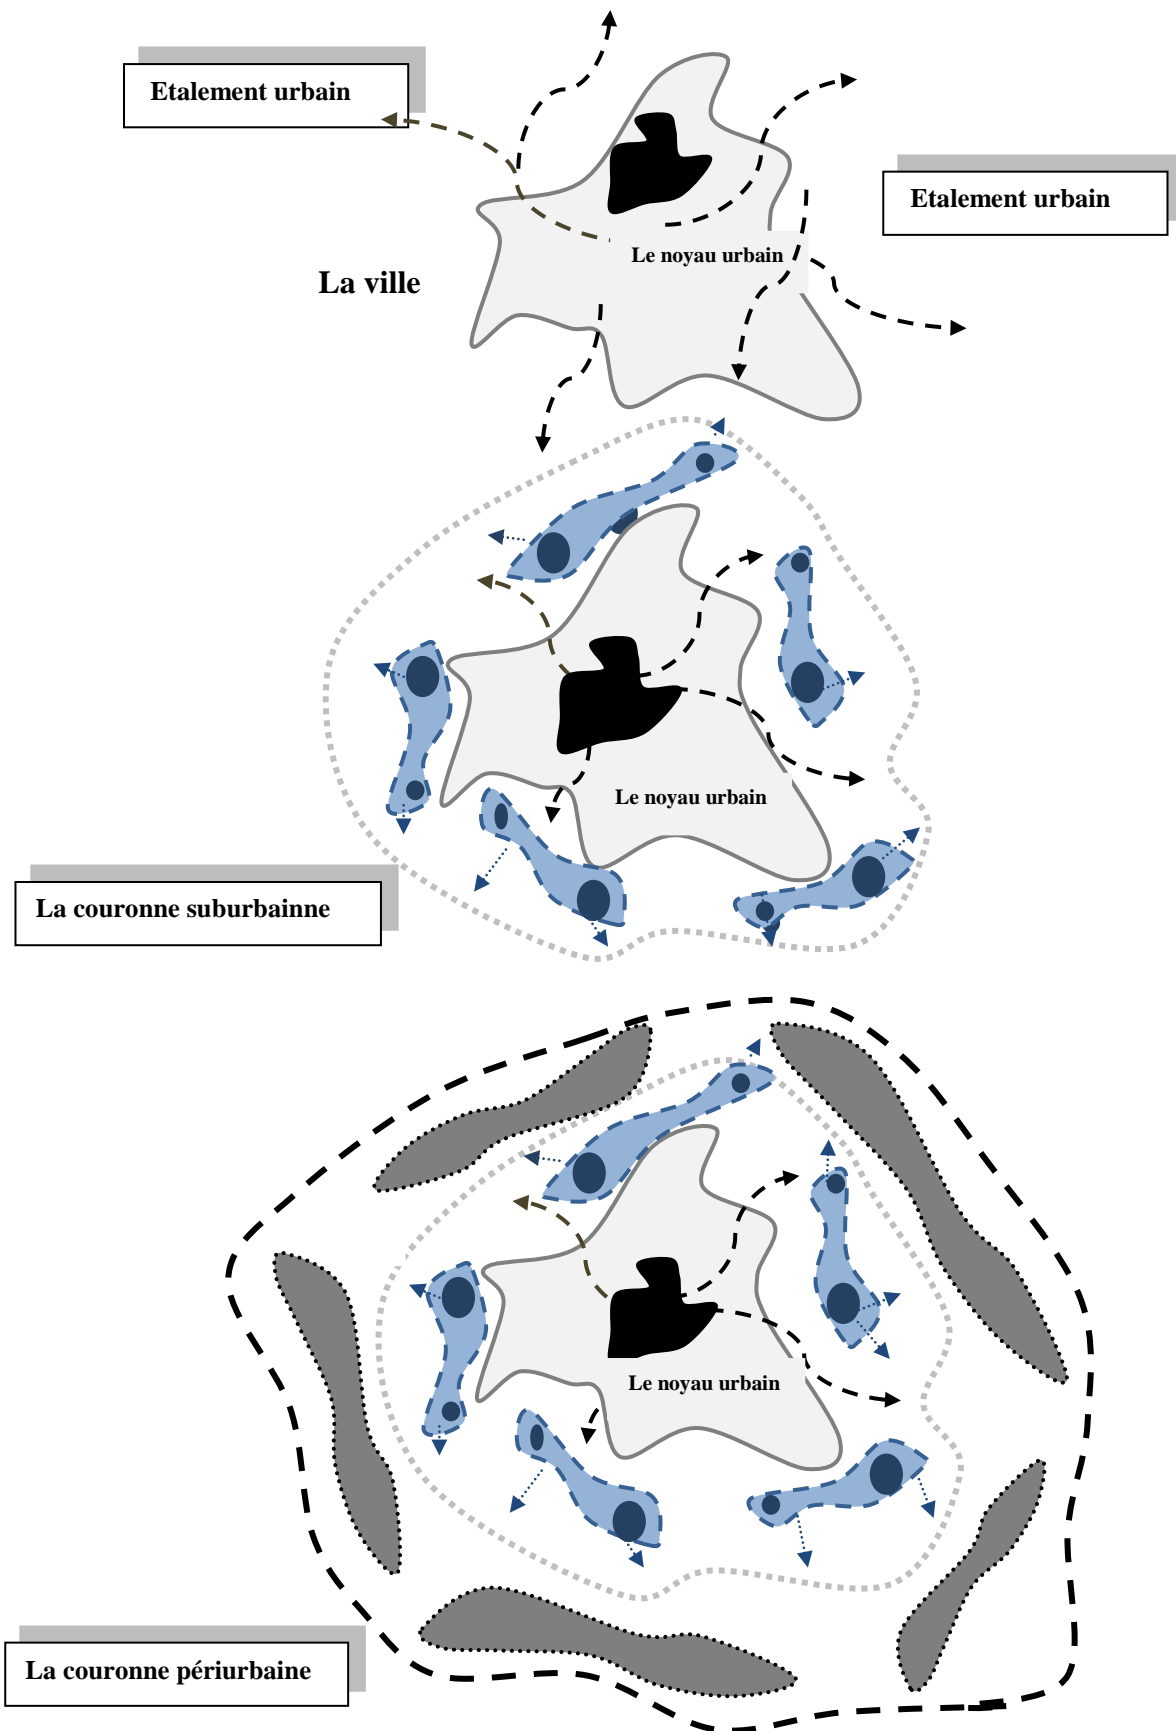 Etalement urbain
Etalement urbain
Le noyau urbain
La ville
Le noyau urbain
La couronne suburbainne
Le noyau urbain
La couronne périurbaine